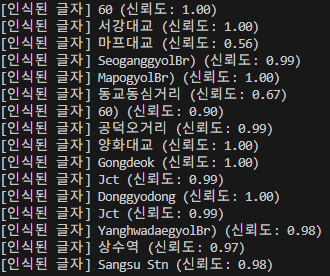 [인식된 글자] 60 (신뢰도: 1.00)
[인식된 글자] 서강대교 (신뢰도: 1.00)
[인식된 글자] 마프대교 (신뢰도: 0.56)
[인식된 글자] SeoganggyolBr) (신뢰도: 0.99)
[인식된 글자] MapogyolBr) (신뢰도: 1.00)
[인식된 글자] 동교동심거리 (신뢰도: 0.67)
[인식된 글자] 60) (신뢰도: 0.90)
[인식된 글자] 공덕오거리 (신뢰도: 0.99)
[인식된 글자] 양화대교 (신뢰도: 1.00)
[인식된 글자] Gongdeok (신뢰도: 1.00)
[인식된 글자] Jct (신뢰도: 0.99)
[인식된 글자] Donggyodong (신뢰도: 1.00)
[인식된 글자] Jct (신뢰도: 0.99)
[인식된 글자] YanghwadaegyolBr) (신뢰도: 0.98)
[인식된 글자] 상수역 (신뢰도: 0.97)
[인식된 글자] Sangsu Stn (신뢰도: 0.98)